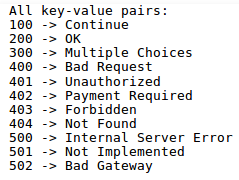 All key-value pairs:
100 -> Continue
200 -> OK
300 -> Multiple Choices
400 -> Bad Request
401 -> Unauthorized
402 -> Payment Required
403 -> Forbidden
404 -> Not Found
500 -> Internal Server Error
501 -> Not Implemented
502 -> Bad Gateway